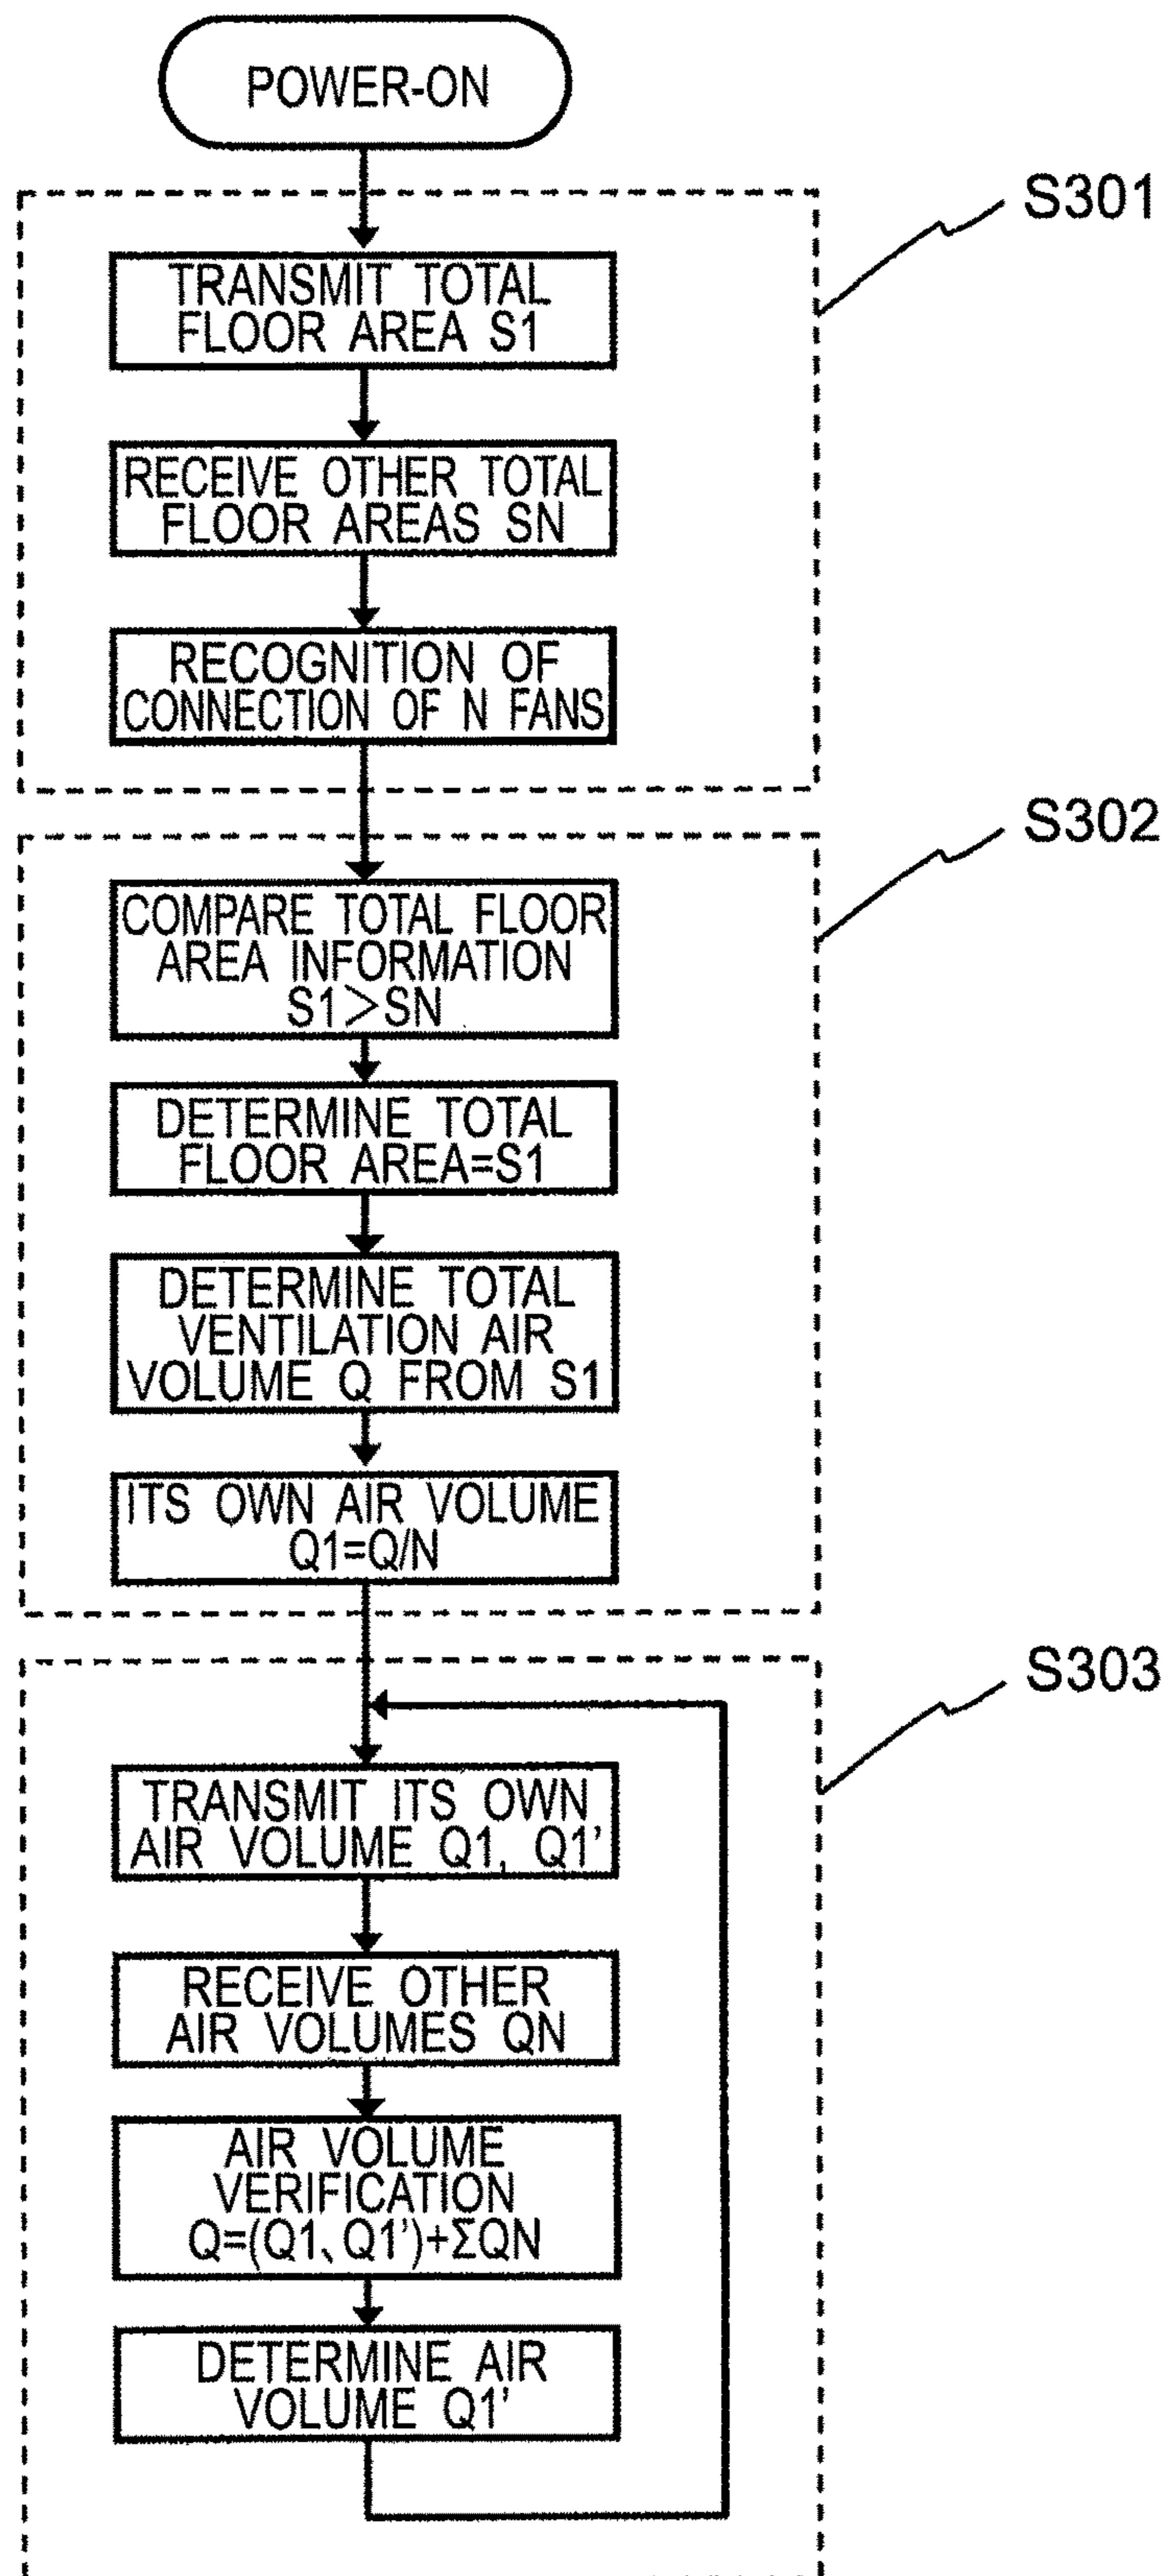 POWER-ON
S301
TRANSMIT TOTAL
FLOOR AREA S1
RECEIVE OTHER TOTAL
FLOOR AREAS SN
RECOGNITION OF
CONNECTION OF N FANS
S302
COMPARE TOTAL FLOOR
AREA INFORMATION
S1＞SN
DETERMINE TOTAL
FLOOR AREA=S1
DETERMINE TOTAL
VENTILATION AIR
VOLUME Q FROM S1
ITS OWN AIR VOLUME
Q1=Q/N
S303
TRANSMIT ITS OWN
AIR VOLUME Q1, Q1'
RECEIVE OTHER
AIR VOLUMES QN
AIR VOLUME
VERIFICATION
Q=(Q1、Q1')+ΣQN
DETERMINE AIR
VOLUME Q1'